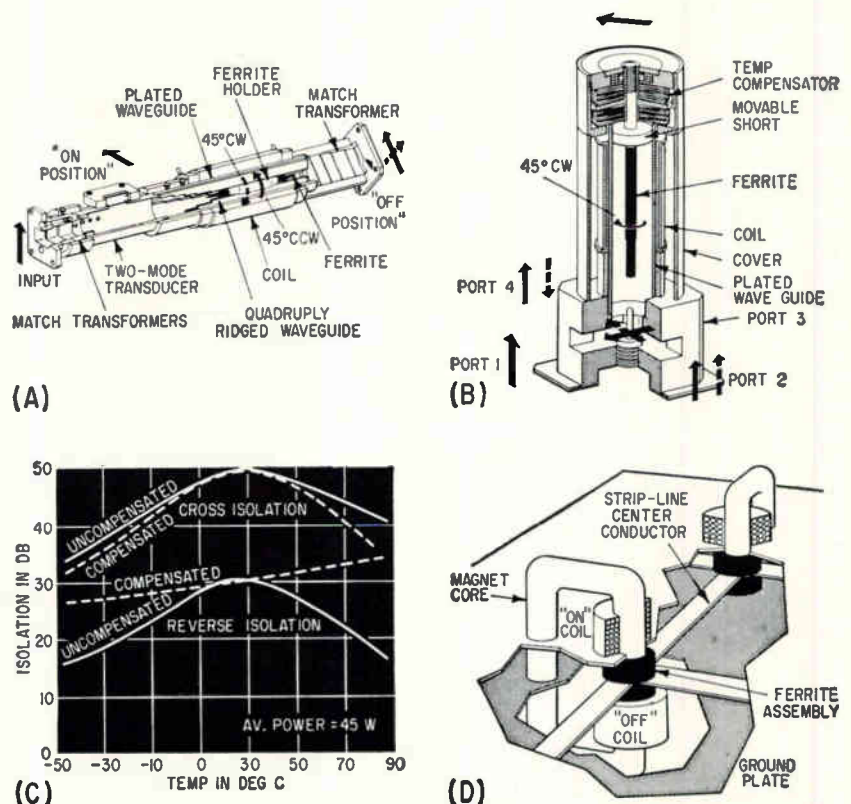 PLATED
WAVEGUIDE
FERRITE
HOLDER
MATCH
TRANSFORMER
45°CW
"ON
POSITION"
"OFF
POSITION"
45°CCW
INPUT
TWO-MODE
TRANSDUCER
COIL
FERRITE
MATCH TRANSFORMERS
QUADRUPLY
RIDGED WAVEGUIDE
(A)
TEMP
COMPENSATOR
MOVABLE
SHORT
45°CW
FERRITE
COIL
COVER
PLATED
WAVE GUIDE
PORT 4
PORT 3
PORT 1
PORT 2
(B)
ISOLATION IN DB
50
40
30
20
10
0
UNCOMPENSATED
COMPENSATED
CROSS ISOLATION
COMPENSATED
UNCOMPENSATED
REVERSE ISOLATION
AV. POWER = 45 W
-50 -30 -10 0 10 30 50 70 90
TEMP IN DEG C
(C)
STRIP-LINE
CENTER
CONDUCTOR
MAGNET
CORE
"ON"
COIL
FERRITE
ASSEMBLY
"OFF"
COIL
GROUND
PLATE
(D)